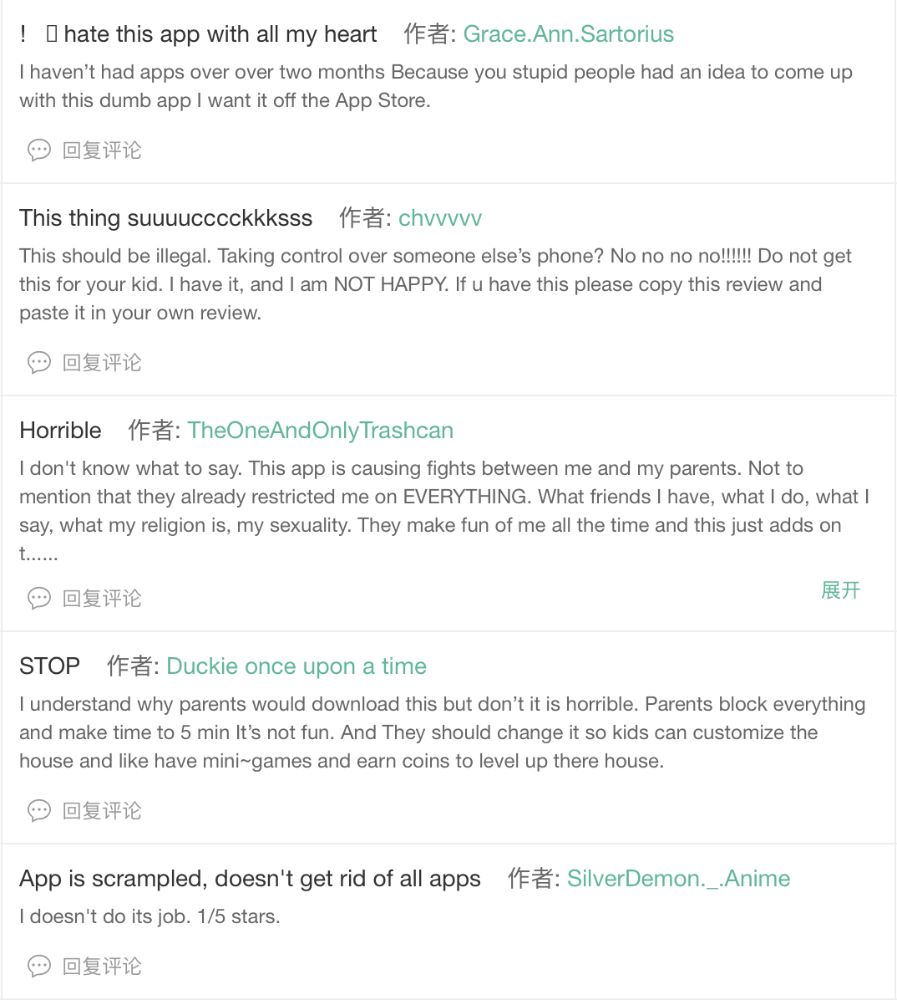 ! hate this app with all my heart 作者: Grace.Ann.Sartorius
I haven’t had apps over over two months Because you stupid people had an idea to come up
with this dumb app I want it off the App Store.
回复评论
This thing suuuucccckkksss 作者: chvvvvv
This should be illegal. Taking control over someone else’s phone? No no no no!!!!!! Do not get
this for your kid. I have it, and I am NOT HAPPY. If u have this please copy this review and
paste it in your own review.
回复评论
Horrible 作者: TheOneAndOnlyTrashcan
I don't know what to say. This app is causing fights between me and my parents. Not to
mention that they already restricted me on EVERYTHING. What friends I have, what I do, what I
say, what my religion is, my sexuality. They make fun of me all the time and this just adds on
t......
展开
回复评论
STOP 作者: Duckie once upon a time
I understand why parents would download this but don’t it is horrible. Parents block everything
and make time to 5 min It’s not fun. And They should change it so kids can customize the
house and like have mini~games and earn coins to level up there house.
回复评论
App is scrampled, doesn't get rid of all apps 作者: SilverDemon._.Anime
I doesn't do its job. 1/5 stars.
回复评论